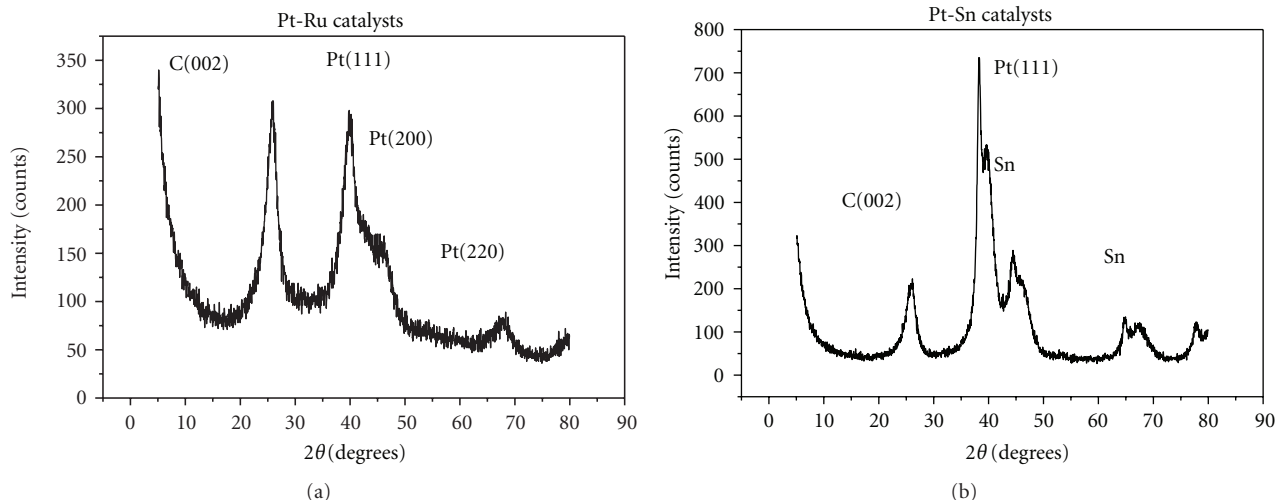 Pt-Ru catalysts
350
300
250
200
150
100
50
0
Intensity (counts)
C(002)
Pt(111)
Pt(200)
Pt(220)
0 10 20 30 40 50 60 70 80 90
2θ (degrees)
(a)
Pt-Sn catalysts
800
700
600
500
400
300
200
100
0
Intensity (counts)
Pt(111)
Sn
C(002)
Sn
0 10 20 30 40 50 60 70 80 90
2θ (degrees)
(b)